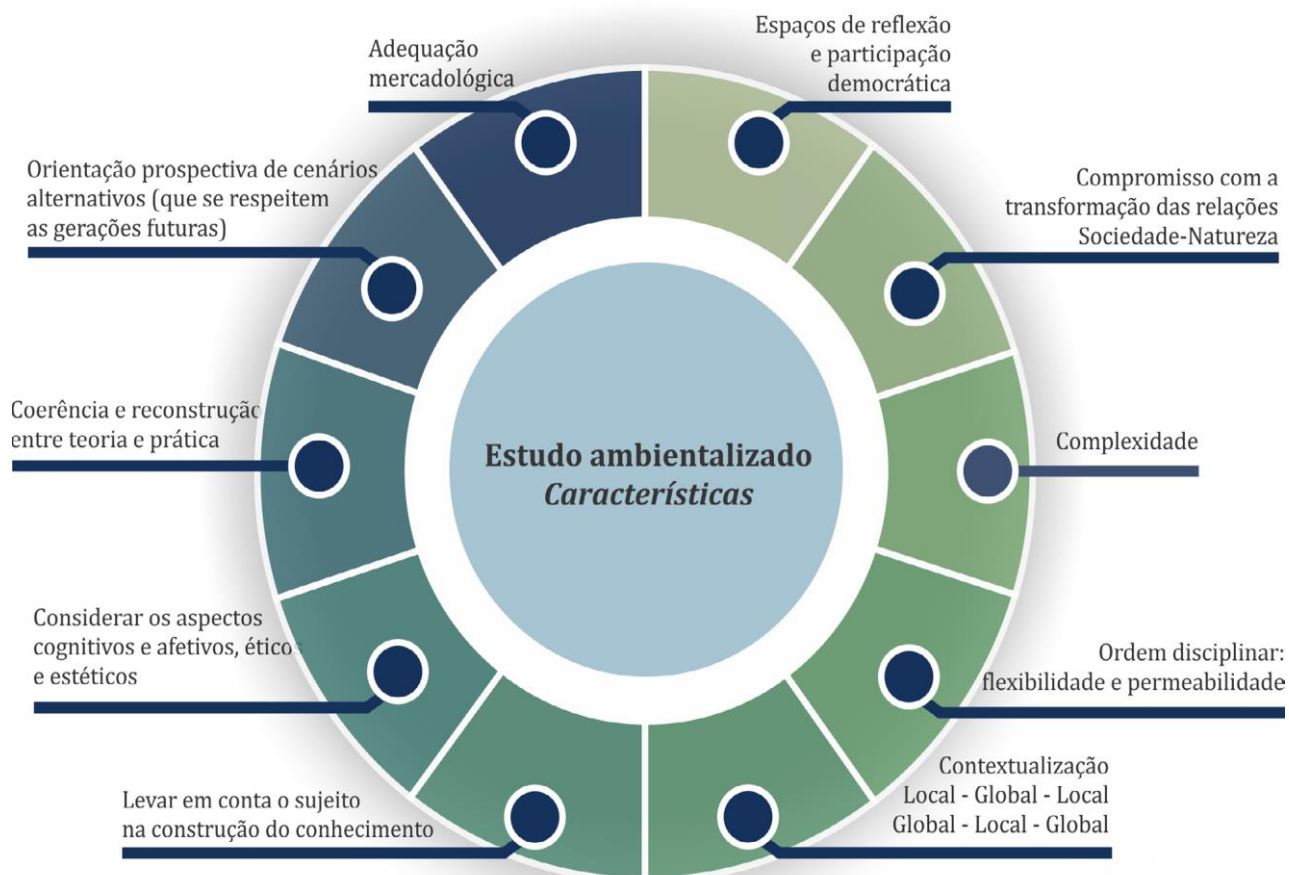 Espaços de reflexão
e participação
democrática
Compromisso com a
transformação das relações
Sociedade-Natureza
Complexidade
Ordem disciplinar:
flexibilidade e permeabilidade
Contextualização
Local - Global - Local
Global - Local - Global
Levar em conta o sujeito
na construção do conhecimento
Considerar os aspectos
cognitivos e afetivos, éticos
e estéticos
Coerência e reconstrução
entre teoria e prática
Orientação prospectiva de cenários
alternativos (que se respeitem
as gerações futuras)
Adequação
mercadológica
Estudo ambientalizado
Características